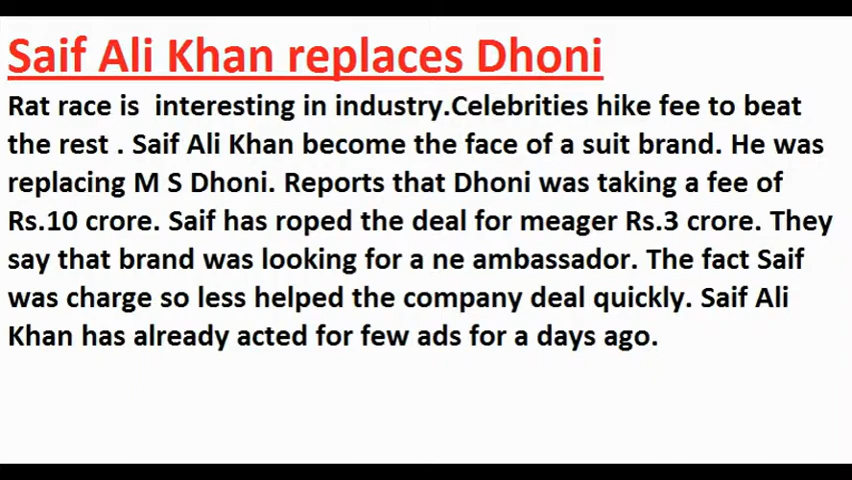 Saif Ali Khan replaces Dhoni
Rat race is  interesting in industry.Celebrities hike fee to beat
the rest . Saif Ali Khan become the face of a suit brand. He was
replacing M S Dhoni. Reports that Dhoni was taking a fee of
Rs.10 crore. Saif has roped the deal for meager Rs.3 crore. They
say that brand was looking for a ne ambassador. The fact Saif
was charge so less helped the company deal quickly. Saif Ali
Khan has already acted for few ads for a days ago.